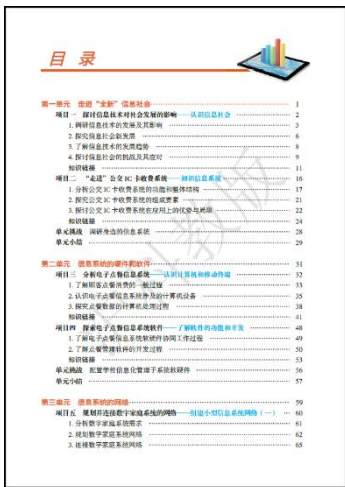 目 录
第一单元 走进“全新”信息社会 1
项目一 探讨信息技术对社会发展的影响——认识信息社会 2
1. 调研信息技术的发展及其影响 3
2. 探究信息社会新发展 6
3. 了解信息技术的发展趋势 8
4. 探讨信息社会的挑战及其应对 9
知识链接 11
项目二 “走进”公交 IC 卡收费系统——初识信息系统 16
1. 分析公交 IC 卡收费系统的功能和整体结构 17
2. 探究公交 IC 卡收费系统的组成要素 21
3. 探讨公交 IC 卡收费系统在应用上的优势与局限 22
知识链接 24
单元挑战 调研身边的信息系统 28
单元小结 29
第二单元 信息系统的硬件和软件 31
项目三 分析电子点餐信息系统——认识计算机和移动终端 32
1. 了解顾客点餐消费的一般过程 33
2. 认识电子点餐信息系统涉及的计算机设备 35
3. 探究点餐数据的计算机处理过程 38
知识链接 41
项目四 探索电子点餐信息系统软件——了解软件的功能和开发 48
1. 了解电子点餐信息系统软硬件协同工作过程 49
2. 了解点餐管理软件的开发过程 50
知识链接 53
单元挑战 配置学校信息化管理子系统软硬件 56
单元小结 57
第三单元 信息系统的网络 59
项目五 规划并连接数字家庭系统的网络——组建小型信息系统网络（一） 60
1. 分析数字家庭系统需求 61
2. 规划数字家庭系统网络 62
3. 连接数字家庭系统网络 65